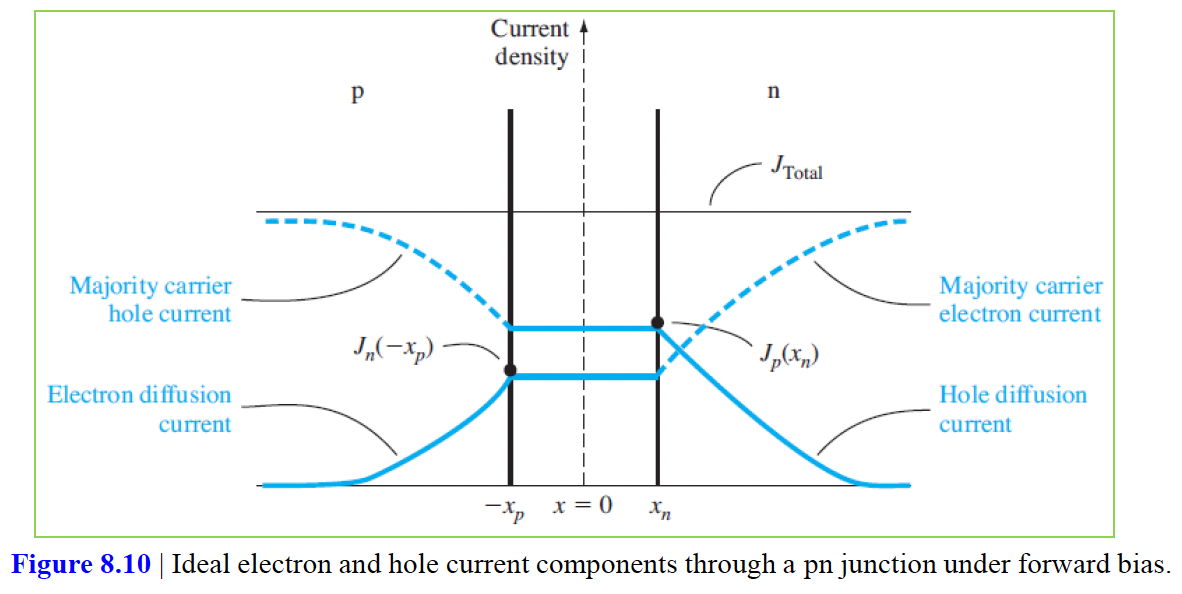 Current
density
p
n
J_Total
Majority carrier
hole current
Majority carrier
electron current
J_n(−x_p)
J_p(x_n)
Electron diffusion
current
Hole diffusion
current
−x_p
x = 0
x_n
Figure 8.10 | Ideal electron and hole current components through a pn junction under forward bias.